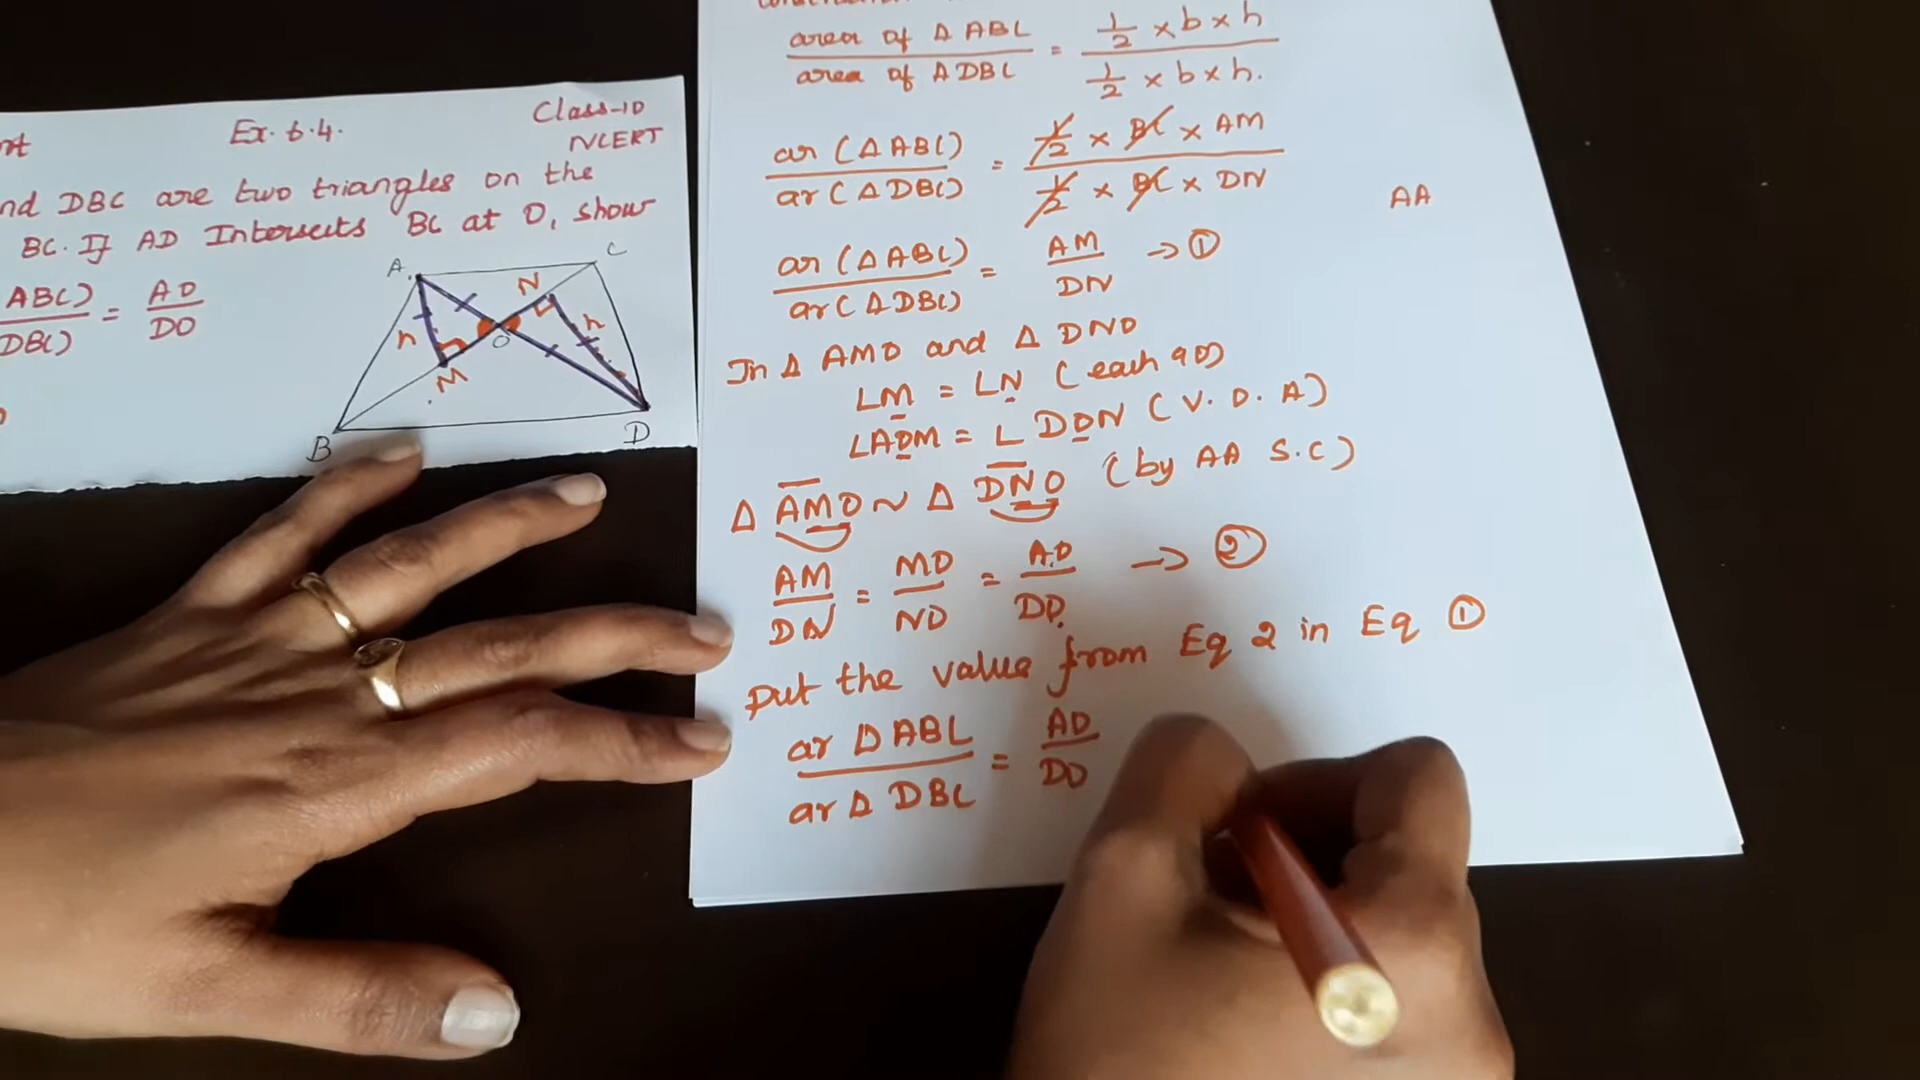 Ex. 6.4.
Class-10
NCERT
DBC are two triangles on the
BC. If AD Intersects BC at O, show
ABC) / DBC) = AO / DO
A
C
N
h
h
O
M
B
D
area of Δ ABC / area of Δ DBC = 1/2 × b × h / 1/2 × b × h.
ar (Δ ABC) / ar (Δ DBC) = 1/2 × BC × AM / 1/2 × BC × DN
AA
ar (Δ ABC) / ar (Δ DBC) = AM / DN → ①
In Δ AMO and Δ DNO
∠M = ∠N (each 90)
∠AOM = ∠DON (V. O. A)
Δ AMO ~ Δ DNO (by AA S.C)
AM / DN = MO / NO = AO / DO → ②
put the value from Eq 2 in Eq ①
ar Δ ABC / ar Δ DBC = AO / DO